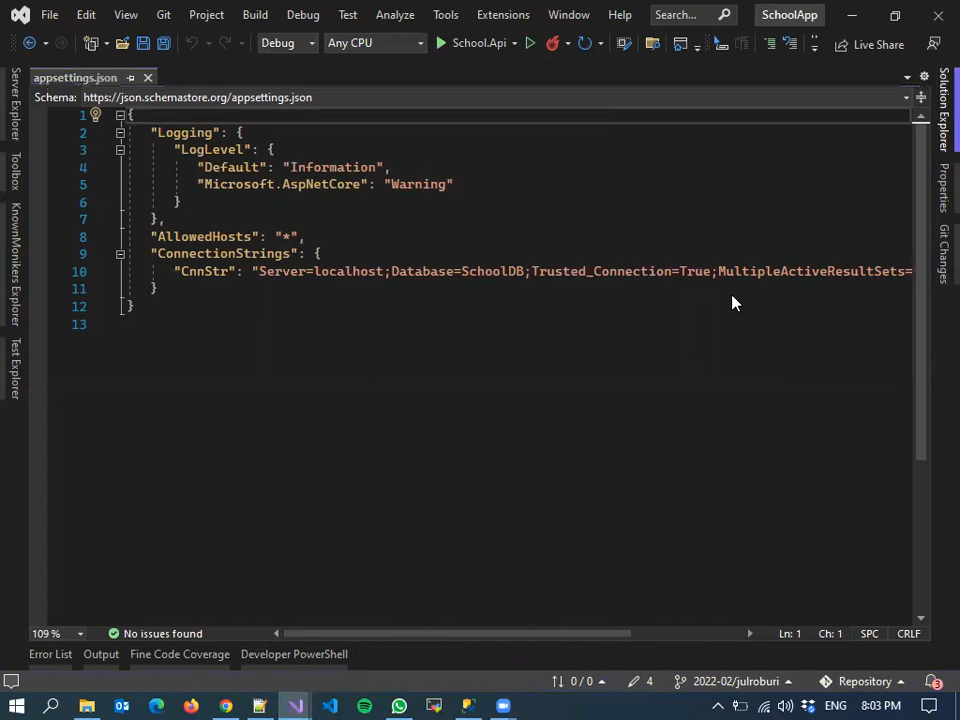 File Edit View Git Project Build Debug Test Analyze Tools Extensions Window Help Search... SchoolApp
Debug Any CPU School.Api Live Share
appsettings.json
Schema: https://json.schemastore.org/appsettings.json
1 {
2 "Logging": {
3 "LogLevel": {
4 "Default": "Information",
5 "Microsoft.AspNetCore": "Warning"
6 }
7 },
8 "AllowedHosts": "*",
9 "ConnectionStrings": {
10 "CnnStr": "Server=localhost;Database=SchoolDB;Trusted_Connection=True;MultipleActiveResultSets=
11 }
12 }
13
Server Explorer
Toolbox
KnownMonikers Explorer
Test Explorer
Solution Explorer
Properties
Git Changes
109 % No issues found Ln: 1 Ch: 1 SPC CRLF
Error List Output Fine Code Coverage Developer PowerShell
0 / 0 4 2022-02/julroburi Repository 3
ENG 8:03 PM